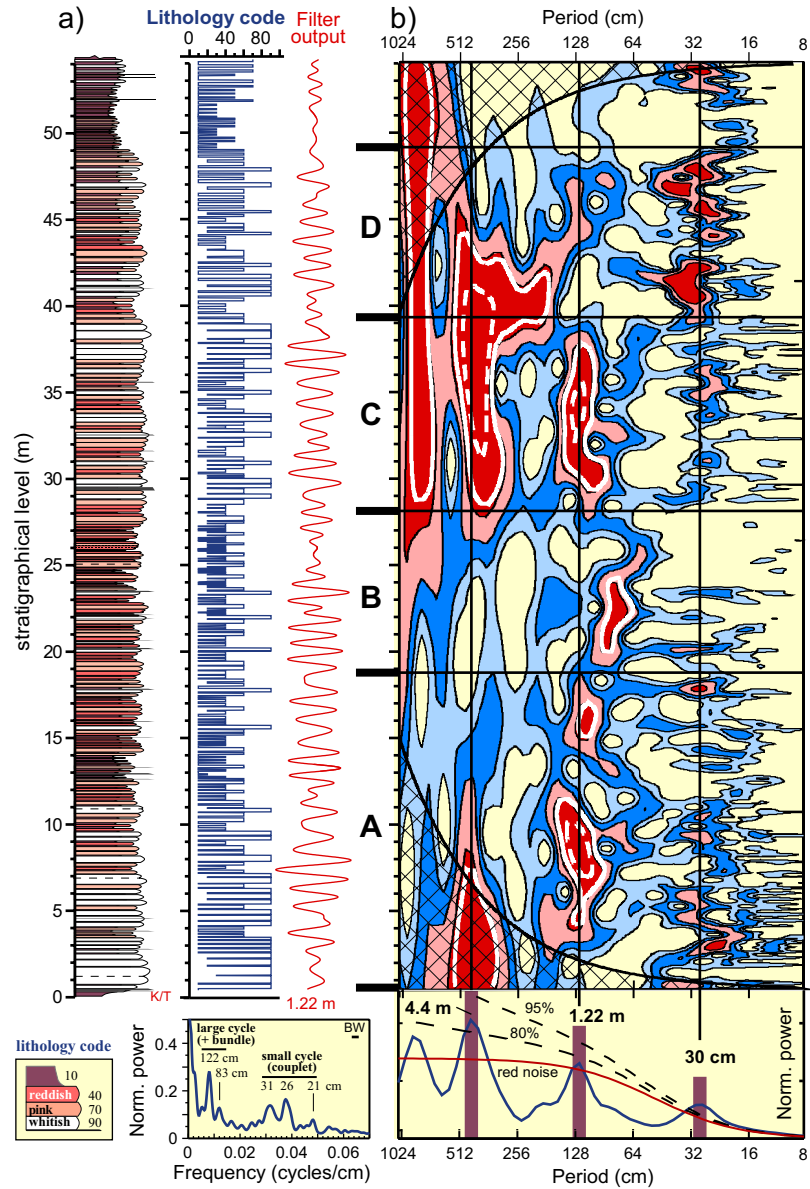 a)
Lithology code
Filter
output
0 40 80
b)
Period (cm)
1024 512 256 128 64 32 16 8
stratigraphical level (m)
50
45
40
35
30
25
20
15
10
5
0
K/T
1.22 m
D
C
B
A
lithology code
10
reddish 40
pink 70
whitish 90
Norm. power
0.4
0.2
0
large cycle
(+ bundle)
122 cm
83 cm
small cycle
(couplet)
31 26 21 cm
BW
0 0.02 0.04 0.06
Frequency (cycles/cm)
Norm. power
4.4 m
95%
80%
red noise
1.22 m
30 cm
1024 512 256 128 64 32 16 8
Period (cm)